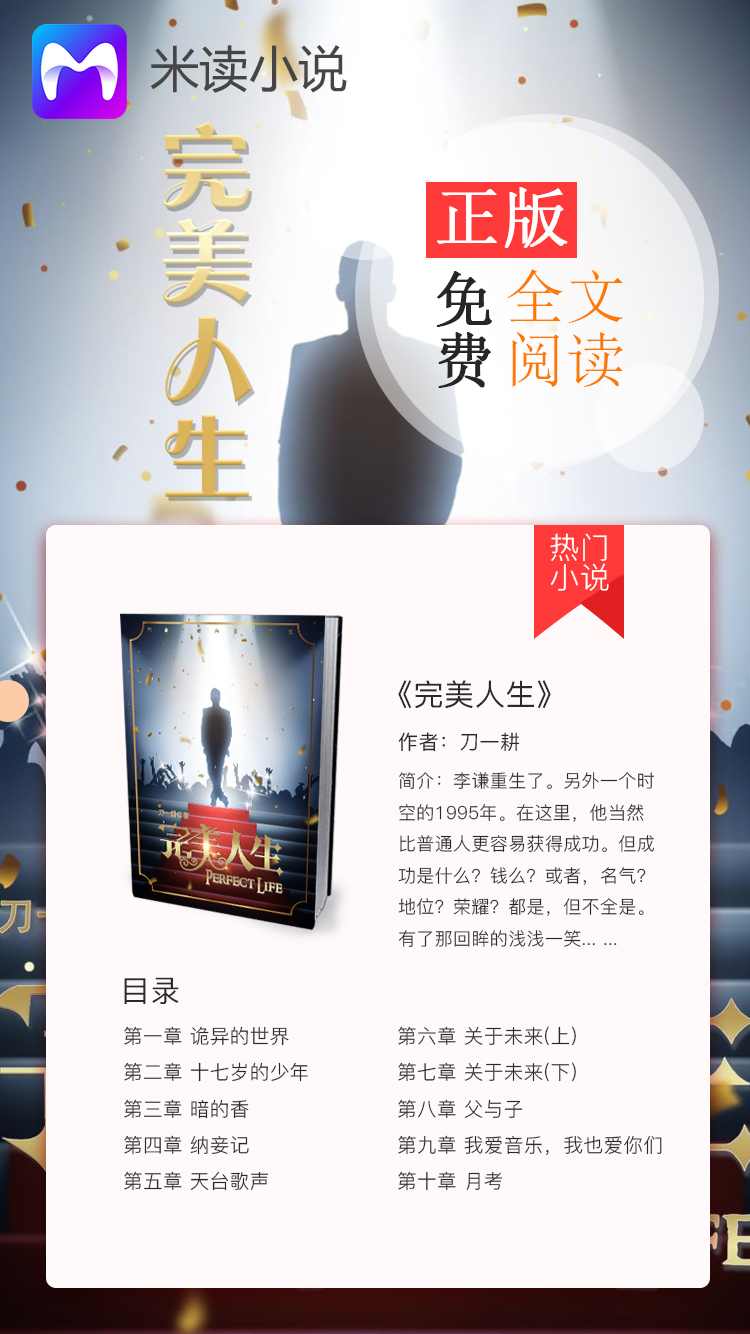 米读小说
完美人生
正版
免费
全文
阅读
热门
小说
完美人生
PERFECT LIFE
《完美人生》
作者：刀一耕
简介：李谦重生了。另外一个时
空的1995年。在这里，他当然
比普通人更容易获得成功。但成
功是什么？钱么？或者，名气？
地位？荣耀？都是，但不全是。
有了那回眸的浅浅一笑... ...
目录
第一章 诡异的世界
第二章 十七岁的少年
第三章 暗的香
第四章 纳妾记
第五章 天台歌声
第六章 关于未来(上)
第七章 关于未来(下)
第八章 父与子
第九章 我爱音乐，我也爱你们
第十章 月考
刀一
FE